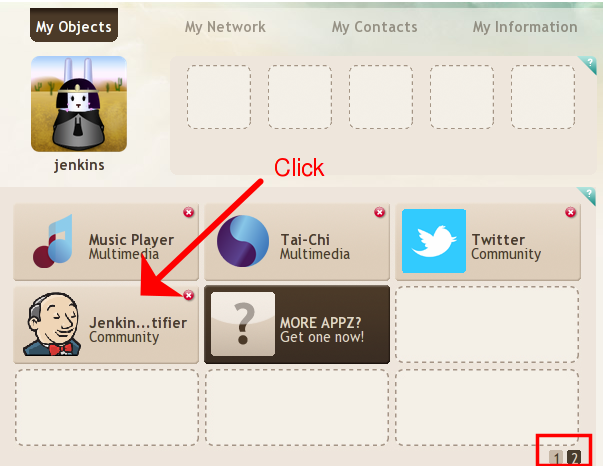 My Objects
My Network
My Contacts
My Information
?
jenkins
Click
?
Music Player
Multimedia
Tai-Chi
Multimedia
Twitter
Community
Jenkin...tifier
Community
?
MORE APPZ?
Get one now!
1 2